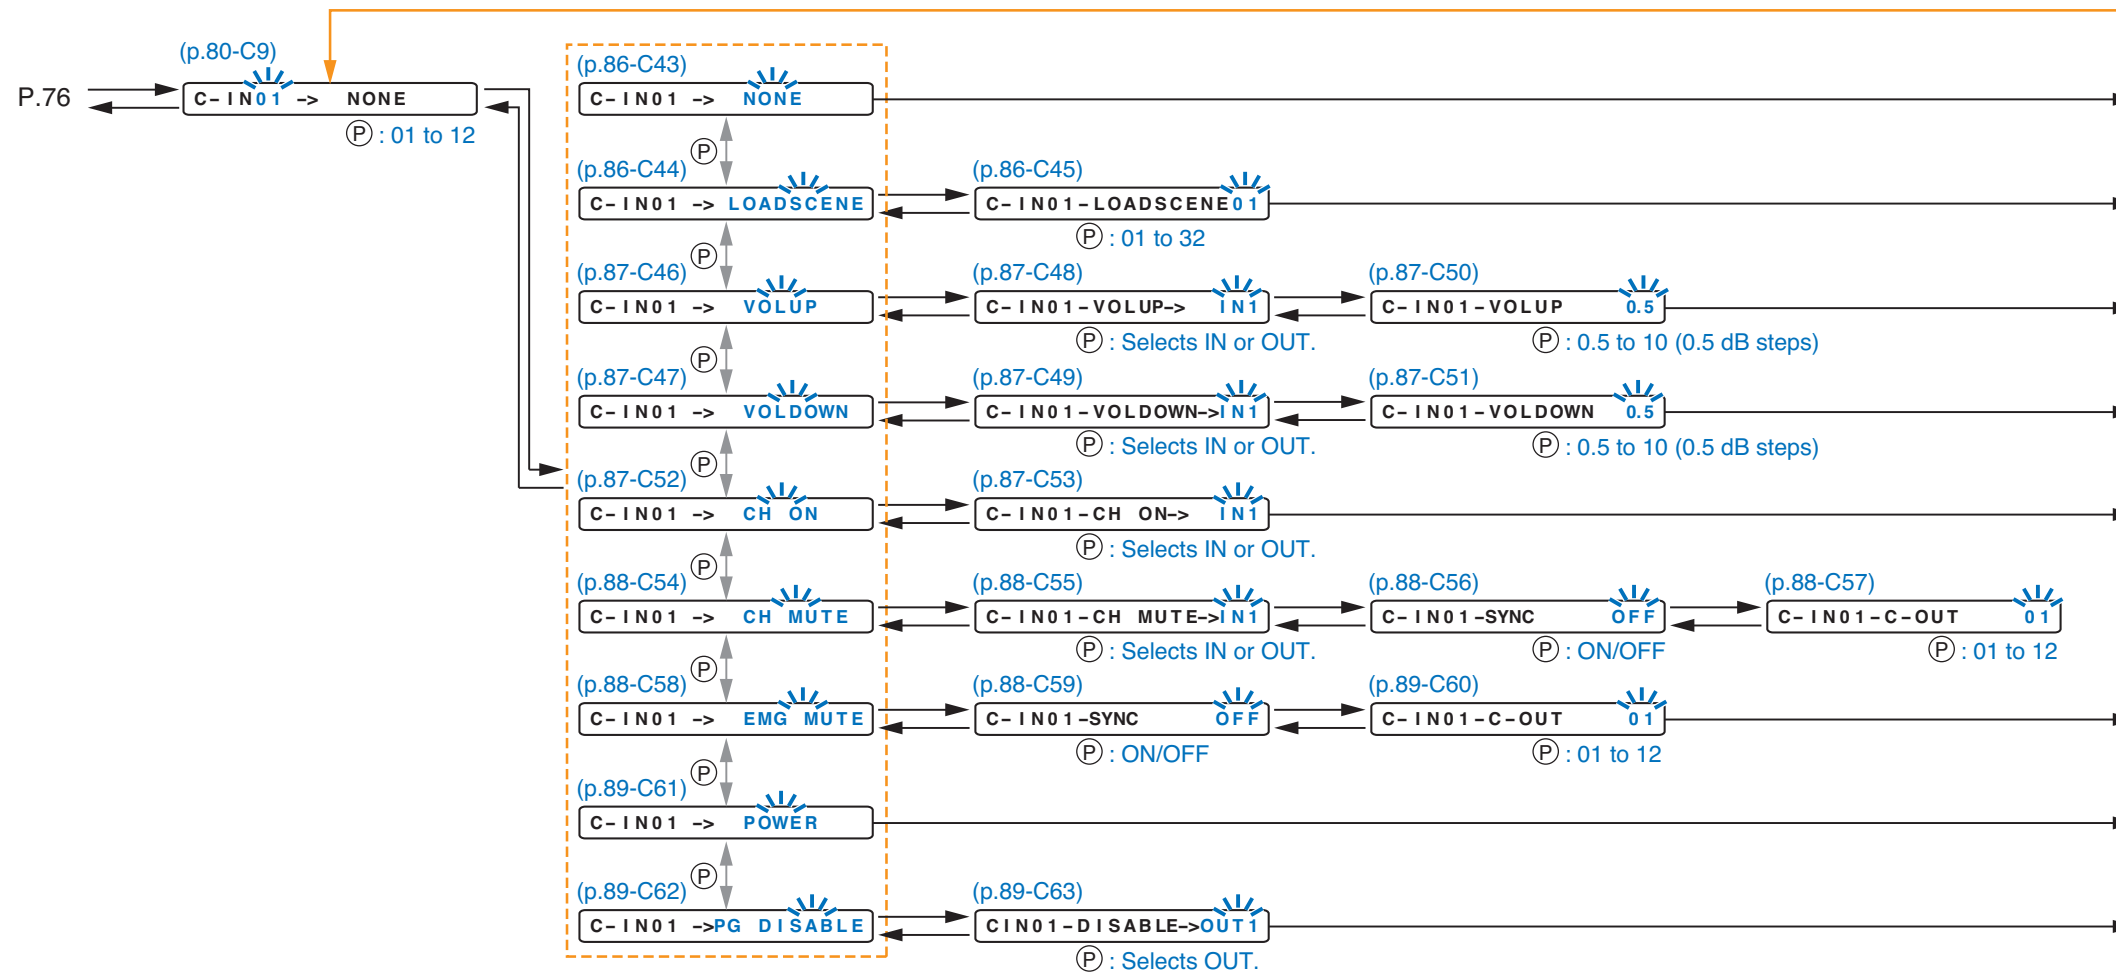 (p.80-C9)
P.76
C-IN01 -> NONE
Ⓟ : 01 to 12
(p.86-C43)
C-IN01 -> NONE
Ⓟ
(p.86-C44)
C-IN01 -> LOADSCENE
(p.86-C45)
C-IN01-LOADSCENE01
Ⓟ : 01 to 32
Ⓟ
(p.87-C46)
C-IN01 -> VOLUP
(p.87-C48)
C-IN01-VOLUP-> IN1
Ⓟ : Selects IN or OUT.
(p.87-C50)
C-IN01-VOLUP 0.5
Ⓟ : 0.5 to 10 (0.5 dB steps)
Ⓟ
(p.87-C47)
C-IN01 -> VOLDOWN
(p.87-C49)
C-IN01-VOLDOWN->IN1
Ⓟ : Selects IN or OUT.
(p.87-C51)
C-IN01-VOLDOWN 0.5
Ⓟ : 0.5 to 10 (0.5 dB steps)
Ⓟ
(p.87-C52)
C-IN01 -> CH ON
(p.87-C53)
C-IN01-CH ON-> IN1
Ⓟ : Selects IN or OUT.
Ⓟ
(p.88-C54)
C-IN01 -> CH MUTE
(p.88-C55)
C-IN01-CH MUTE->IN1
Ⓟ : Selects IN or OUT.
(p.88-C56)
C-IN01-SYNC OFF
Ⓟ : ON/OFF
(p.88-C57)
C-IN01-C-OUT 01
Ⓟ : 01 to 12
Ⓟ
(p.88-C58)
C-IN01 -> EMG MUTE
(p.88-C59)
C-IN01-SYNC OFF
Ⓟ : ON/OFF
(p.89-C60)
C-IN01-C-OUT 01
Ⓟ : 01 to 12
Ⓟ
(p.89-C61)
C-IN01 -> POWER
Ⓟ
(p.89-C62)
C-IN01 ->PG DISABLE
(p.89-C63)
CIN01-DISABLE->OUT1
Ⓟ : Selects OUT.